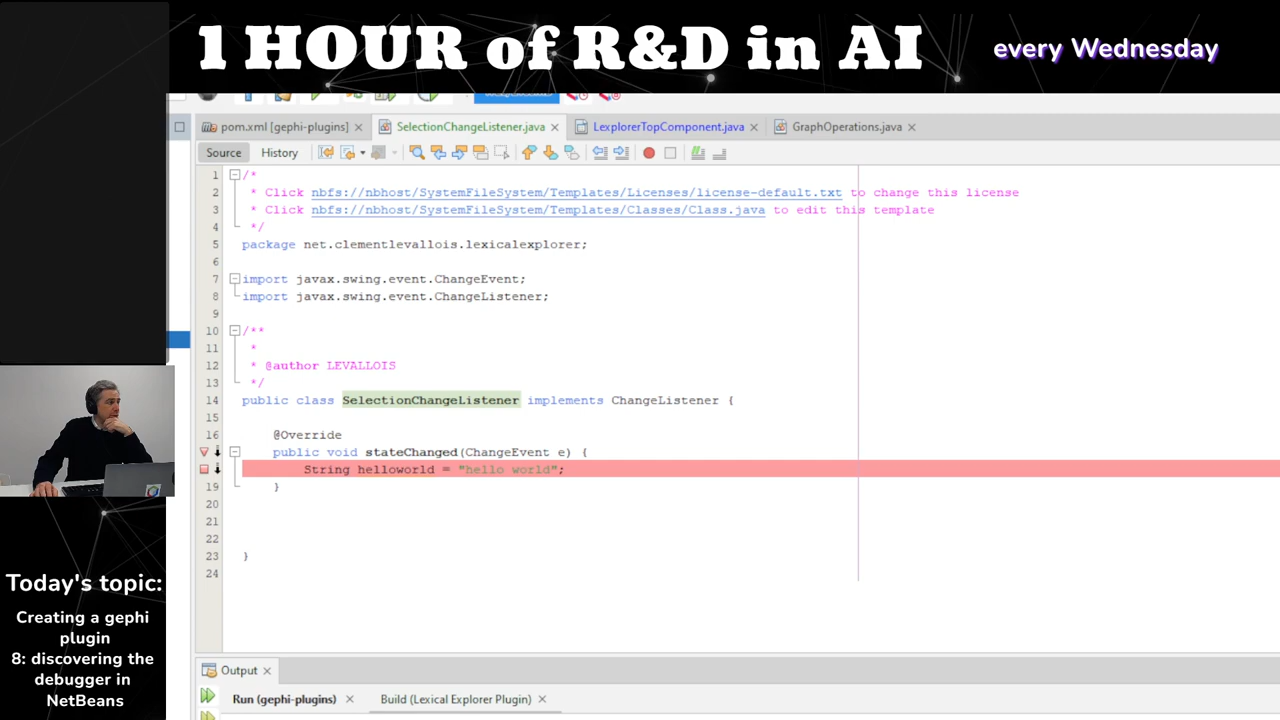 1 HOUR of R&D in AI
every Wednesday
pom.xml [gephi-plugins]
SelectionChangeListener.java
LexplorerTopComponent.java
GraphOperations.java
Source
History
1 /*
2 * Click nbfs://nbhost/SystemFileSystem/Templates/Licenses/license-default.txt to change this license
3 * Click nbfs://nbhost/SystemFileSystem/Templates/Classes/Class.java to edit this template
4 */
5 package net.clementlevallois.lexicalexplorer;
6
7 import javax.swing.event.ChangeEvent;
8 import javax.swing.event.ChangeListener;
9
10 /**
11 *
12 * @author LEVALLOIS
13 */
14 public class SelectionChangeListener implements ChangeListener {
15
16 @Override
public void stateChanged(ChangeEvent e) {
String helloworld = "hello world";
19 }
20
21
22
23 }
24
Today's topic:
Creating a gephi
plugin
8: discovering the
debugger in
NetBeans
Output
Run (gephi-plugins)
Build (Lexical Explorer Plugin)